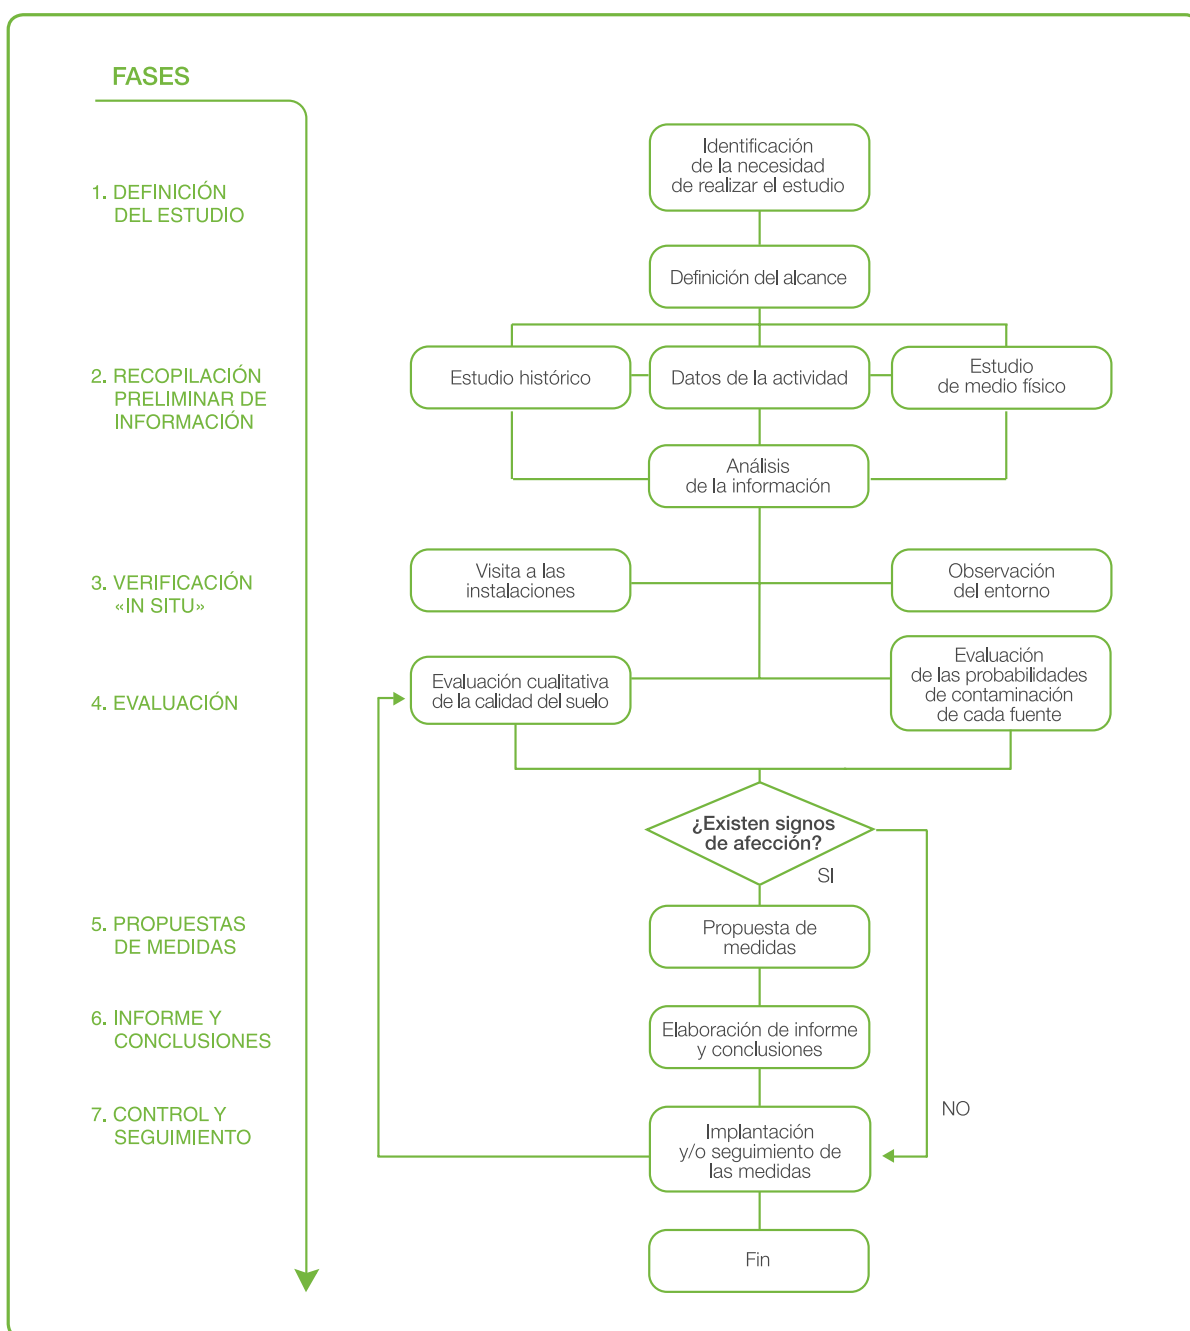 FASES
1. DEFINICIÓN
DEL ESTUDIO
2. RECOPILACIÓN
PRELIMINAR DE
INFORMACIÓN
3. VERIFICACIÓN
«IN SITU»
4. EVALUACIÓN
5. PROPUESTAS
DE MEDIDAS
6. INFORME Y
CONCLUSIONES
7. CONTROL Y
SEGUIMIENTO
Identificación
de la necesidad
de realizar el estudio
Definición del alcance
Estudio histórico
Datos de la actividad
Estudio
de medio físico
Análisis
de la información
Visita a las
instalaciones
Observación
del entorno
Evaluación cualitativa
de la calidad del suelo
Evaluación
de las probabilidades
de contaminación
de cada fuente
¿Existen signos
de afección?
SI
Propuesta de
medidas
Elaboración de informe
y conclusiones
NO
Implantación
y/o seguimiento de
las medidas
Fin